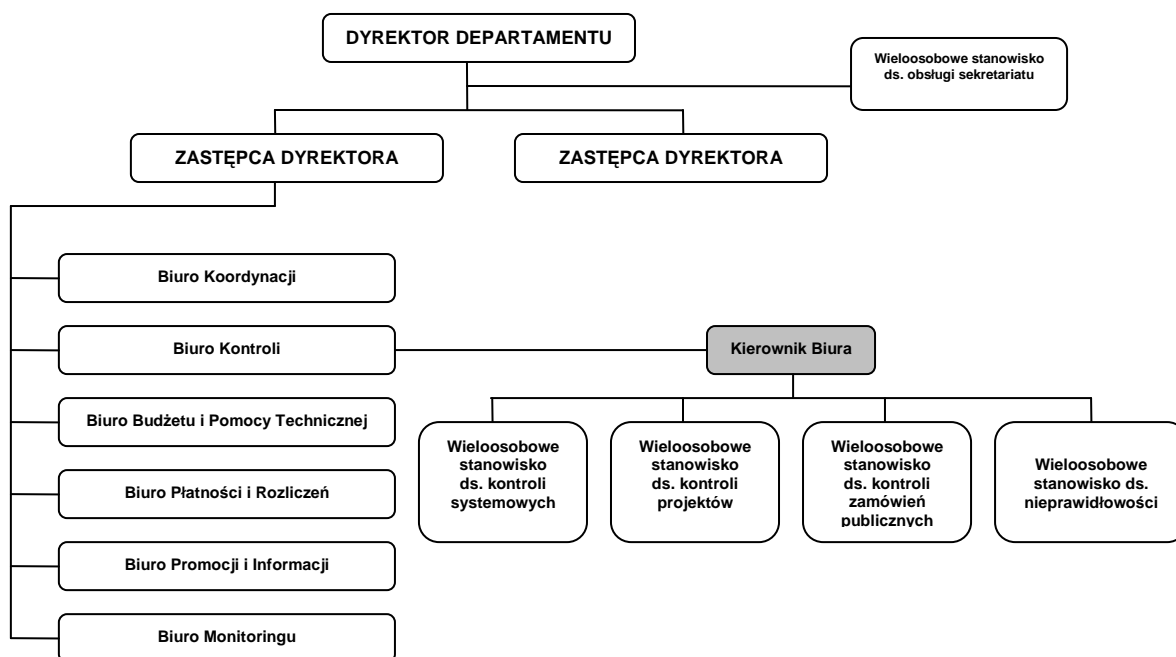 DYREKTOR DEPARTAMENTU
Wieloosobowe stanowisko
ds. obsługi sekretariatu
ZASTĘPCA DYREKTORA
ZASTĘPCA DYREKTORA
Biuro Koordynacji
Biuro Kontroli
Kierownik Biura
Biuro Budżetu i Pomocy Technicznej
Wieloosobowe
stanowisko
ds. kontroli
systemowych
Wieloosobowe
stanowisko
ds. kontroli
projektów
Wieloosobowe
stanowisko
ds. kontroli
zamówień
publicznych
Wieloosobowe
stanowisko ds.
nieprawidłowości
Biuro Płatności i Rozliczeń
Biuro Promocji i Informacji
Biuro Monitoringu